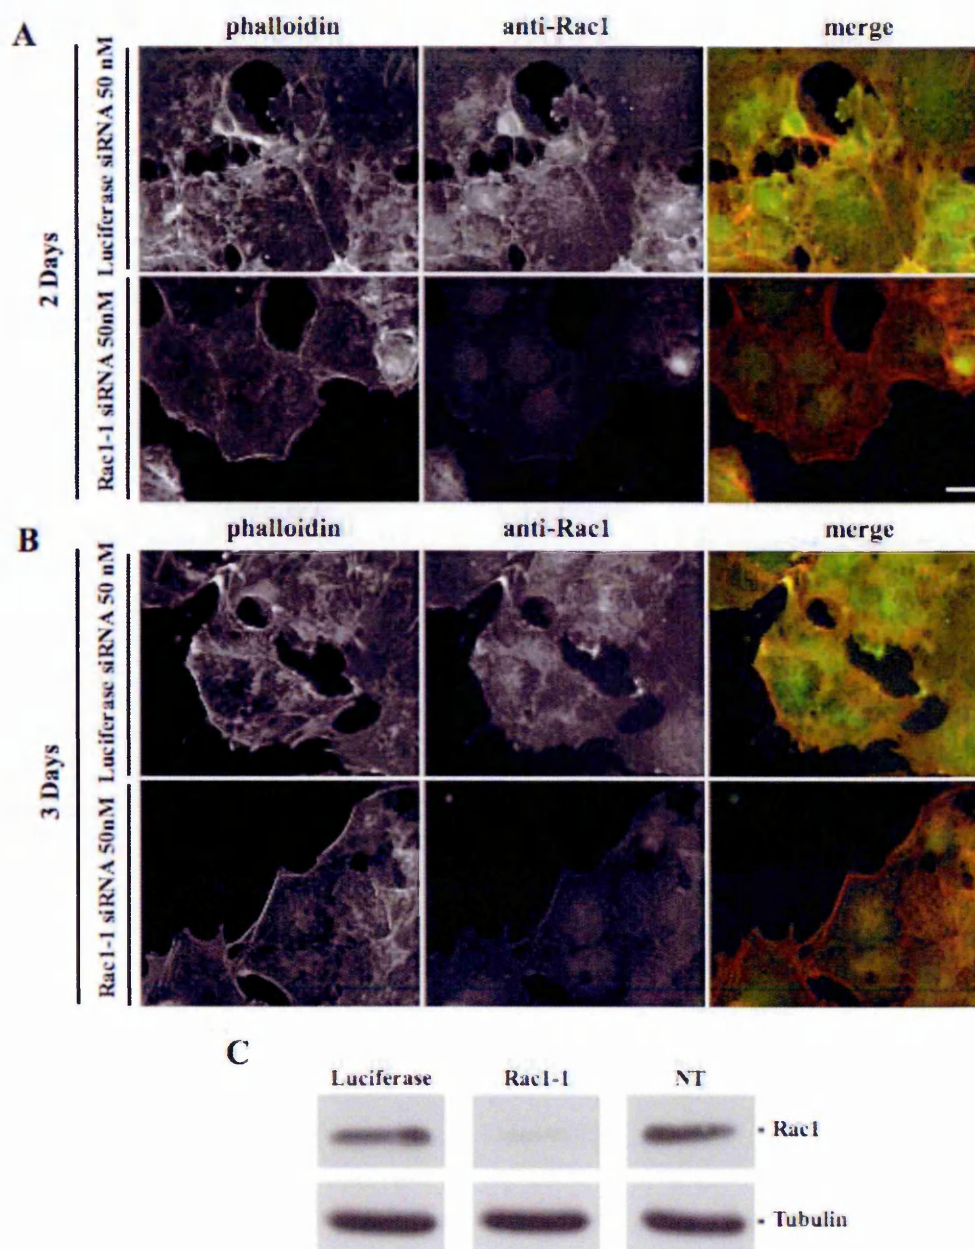 A
phalloidin anti-Rac1 merge
2 Days
Luciferase siRNA 50 nM
Rac1-1 siRNA 50nM
B
phalloidin anti-Rac1 merge
3 Days
Luciferase siRNA 50 nM
Rac1-1 siRNA 50nM
C
Luciferase Rac1-1 NT
- Rac1
- Tubulin